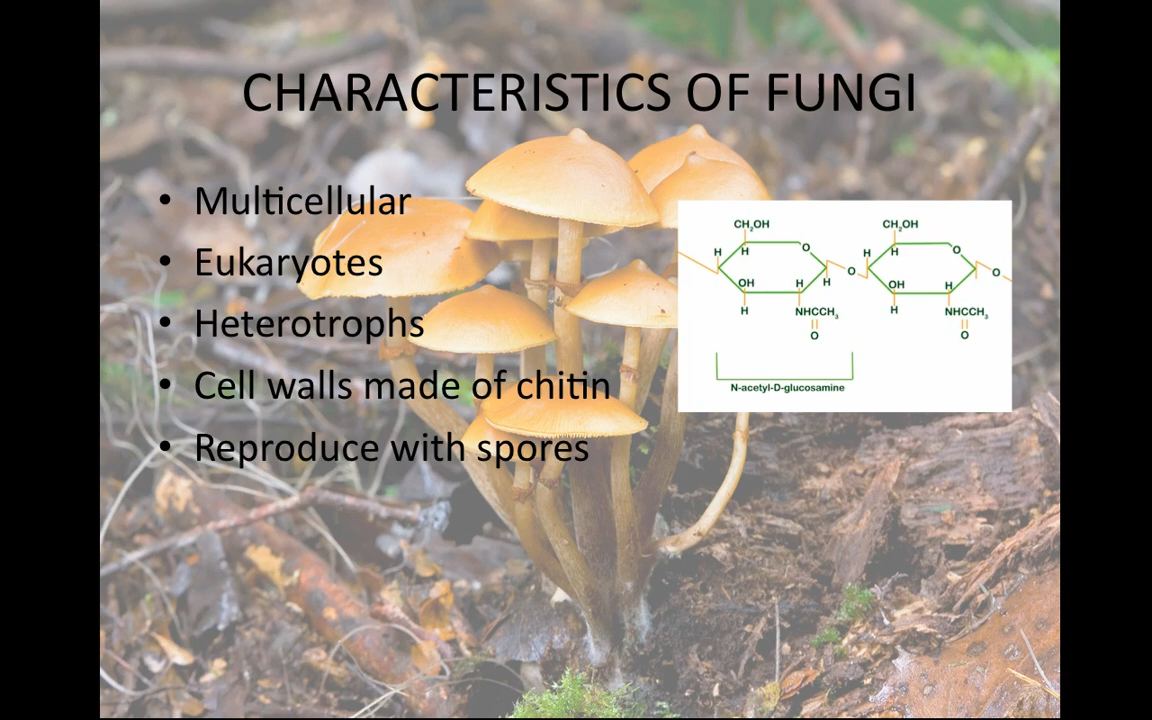 CHARACTERISTICS OF FUNGI
• Multicellular
• Eukaryotes
• Heterotrophs
• Cell walls made of chitin
• Reproduce with spores
CH₂OH CH₂OH
H H O H H O
OH H H O OH H O
H NHCCH₃ H NHCCH₃
O O
N-acetyl-D-glucosamine